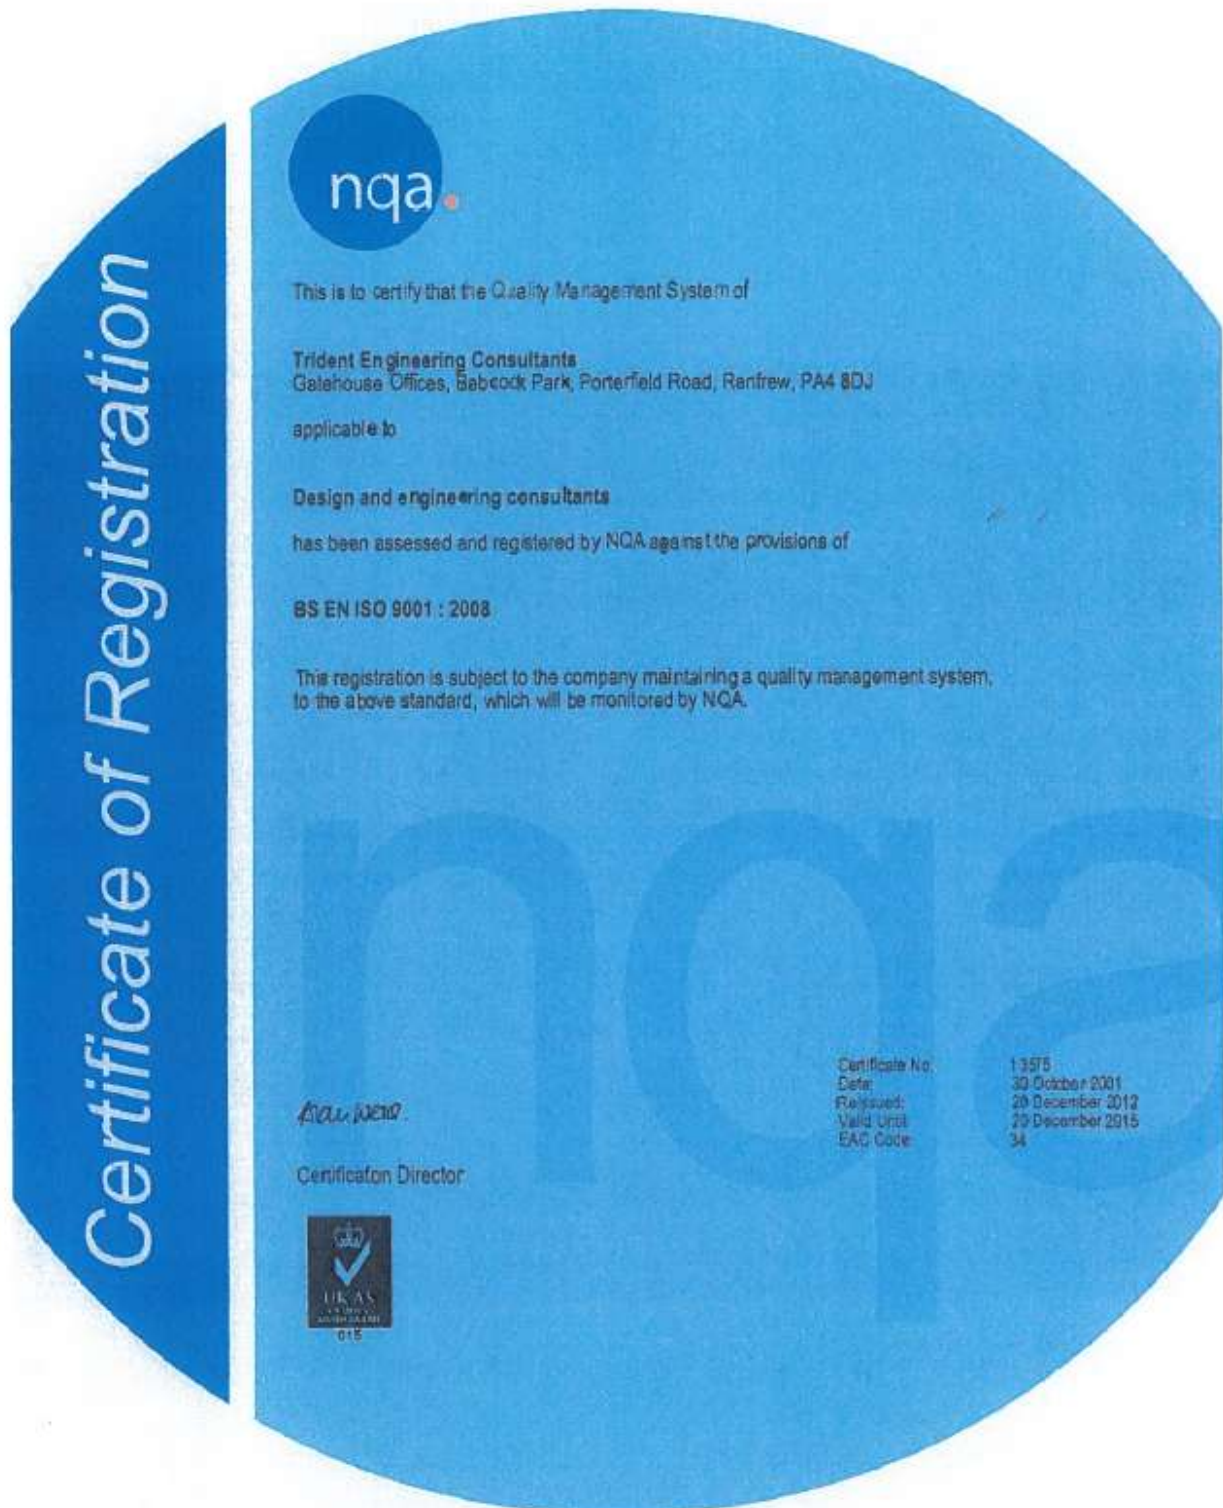 Certificate of Registration
nqa.
This is to certify that the Quality Management System of
Trident Engineering Consultants
Gatehouse Offices, Babcock Park, Porterfield Road, Renfrew, PA4 8DJ
applicable to
Design and engineering consultants
has been assessed and registered by NQA against the provisions of
BS EN ISO 9001 : 2008
This registration is subject to the company maintaining a quality management system,
to the above standard, which will be monitored by NQA.
nqa
Certificate No: 13575
Date: 30 October 2001
Reissued: 20 December 2012
Valid Until: 20 December 2015
EAC Code: 34
Certification Director
UKAS
015